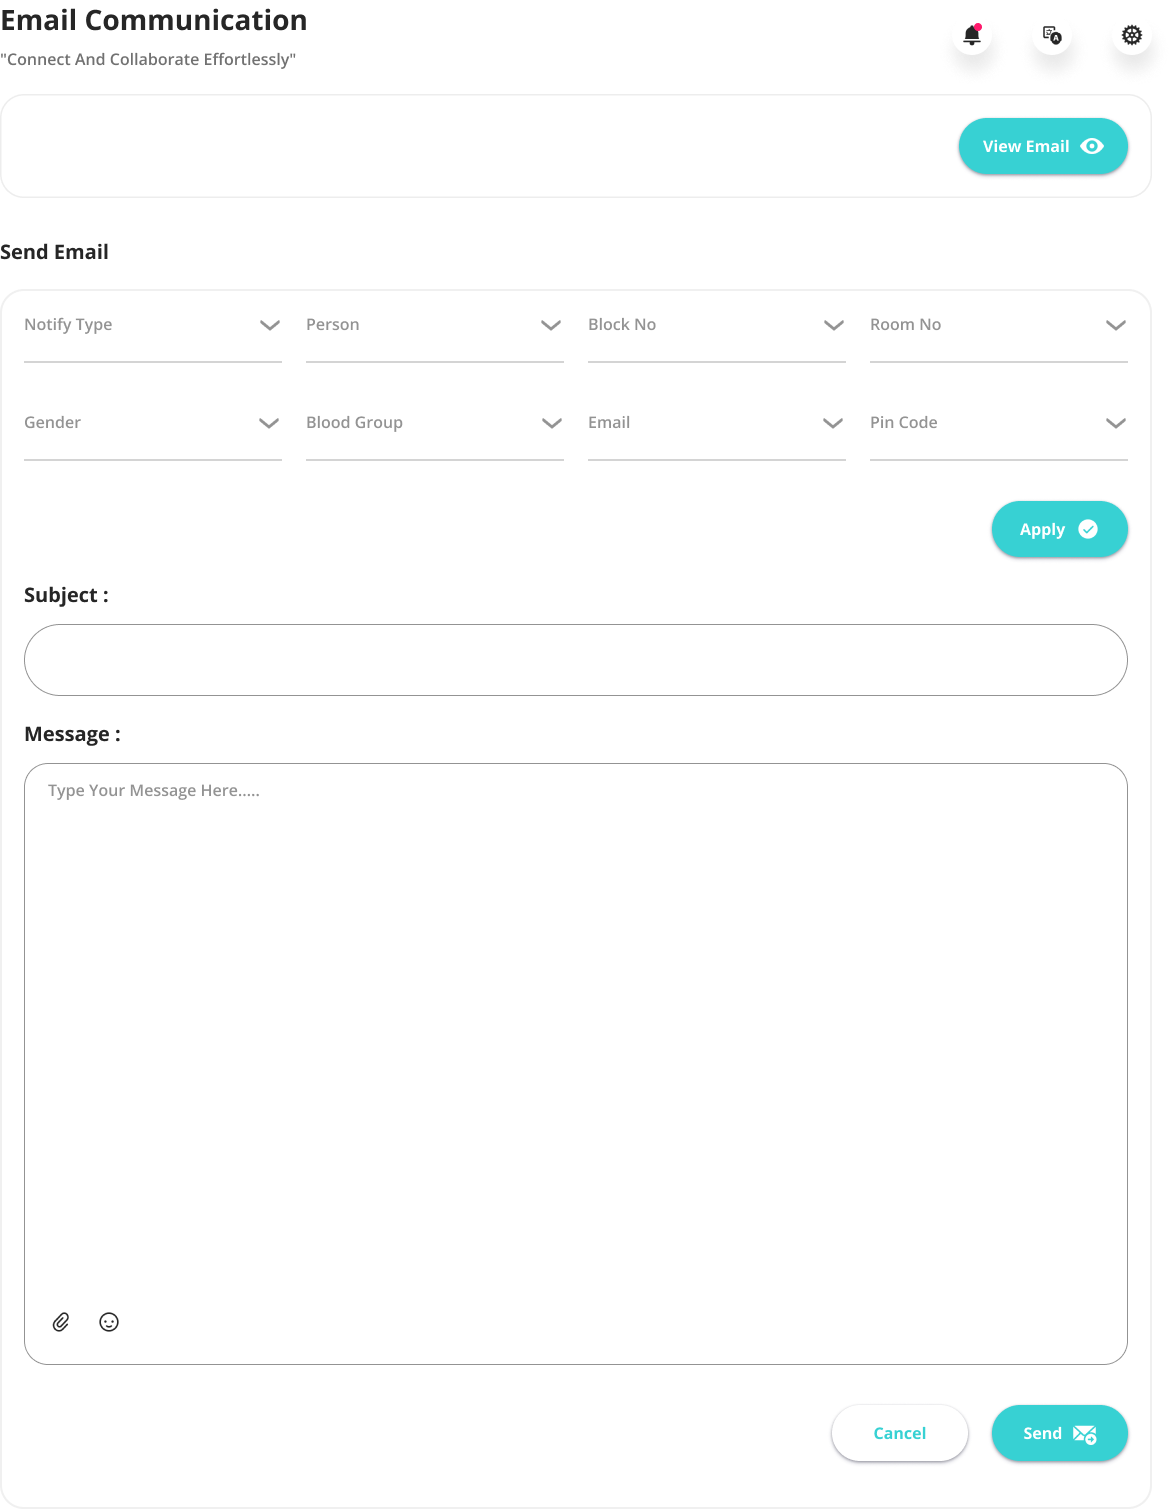 Email Communication
"Connect And Collaborate Effortlessly"
View Email
Send Email
Notify Type
Person
Block No
Room No
Gender
Blood Group
Email
Pin Code
Apply
Subject :
Message :
Type Your Message Here.....
Cancel
Send